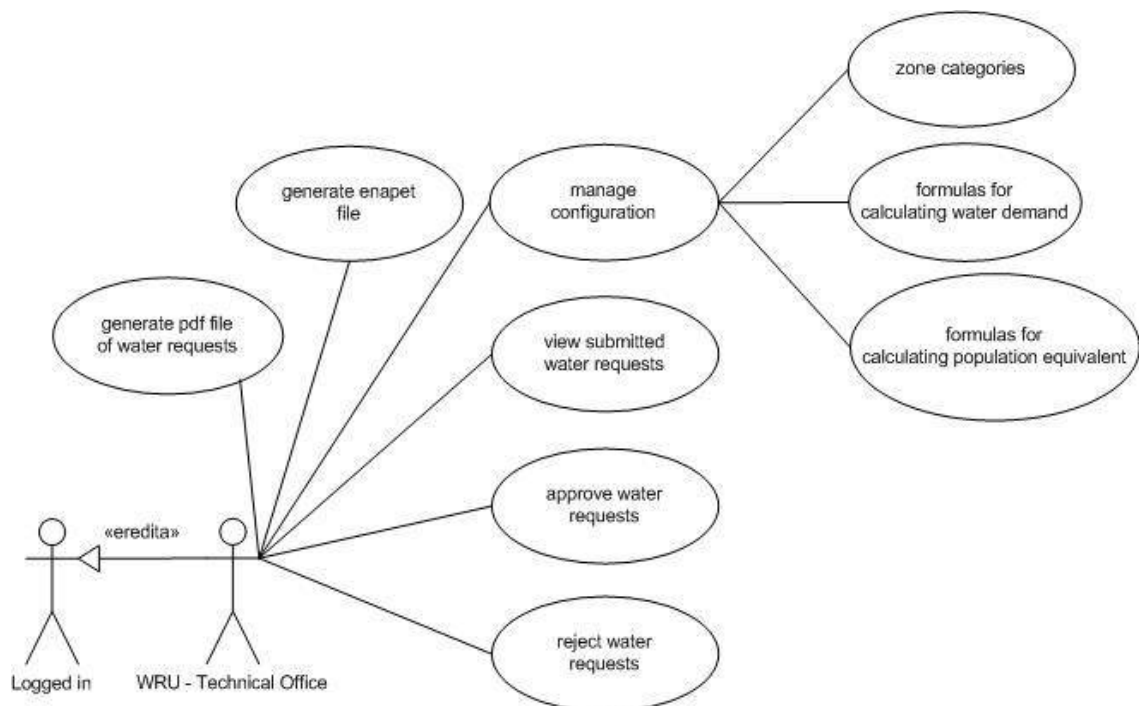 zone categories
generate enapet
file
manage
configuration
formulas for
calculating water demand
generate pdf file
of water requests
view submitted
water requests
formulas for
calculating population equivalent
approve water
requests
«eredita»
reject water
requests
Logged in
WRU - Technical Office